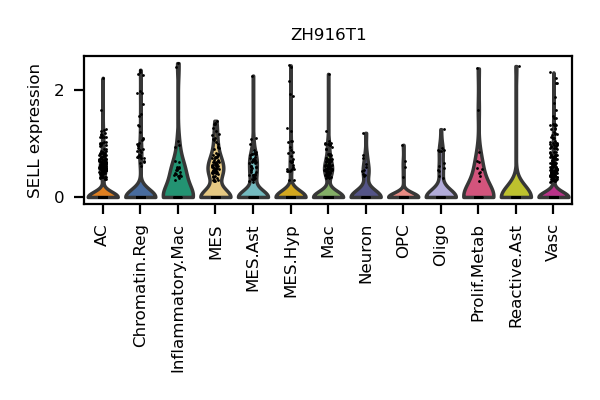 ZH916T1
SELL expression
2
0
AC
Chromatin.Reg
Inflammatory.Mac
MES
MES.Ast
MES.Hyp
Mac
Neuron
OPC
Oligo
Prolif.Metab
Reactive.Ast
Vasc